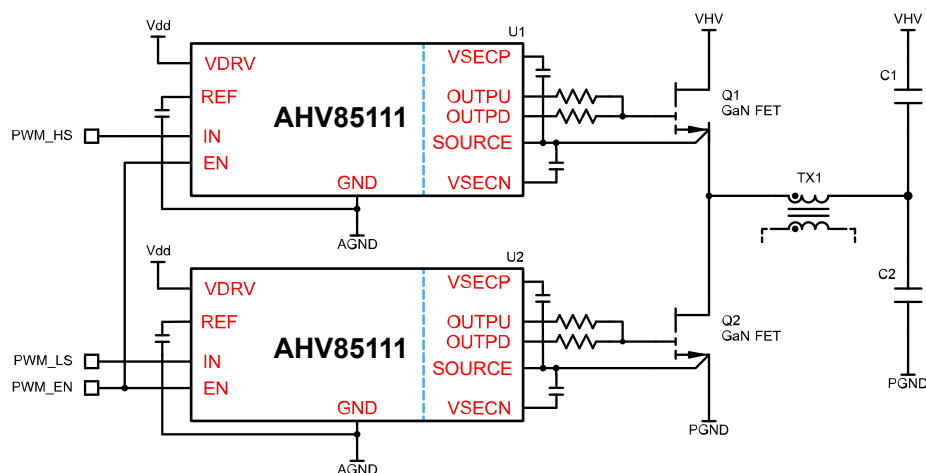 Vdd
U1
VHV
VHV
VDRV
VSECP
REF
OUTPU
C1
Q1
GaN FET
AHV85111
OUTPD
PWM_HS
IN
SOURCE
EN
GND
VSECN
TX1
AGND
Vdd
U2
VDRV
VSECP
C2
REF
OUTPU
Q2
GaN FET
AHV85111
OUTPD
PWM_LS
IN
SOURCE
PWM_EN
EN
GND
VSECN
PGND
PGND
AGND